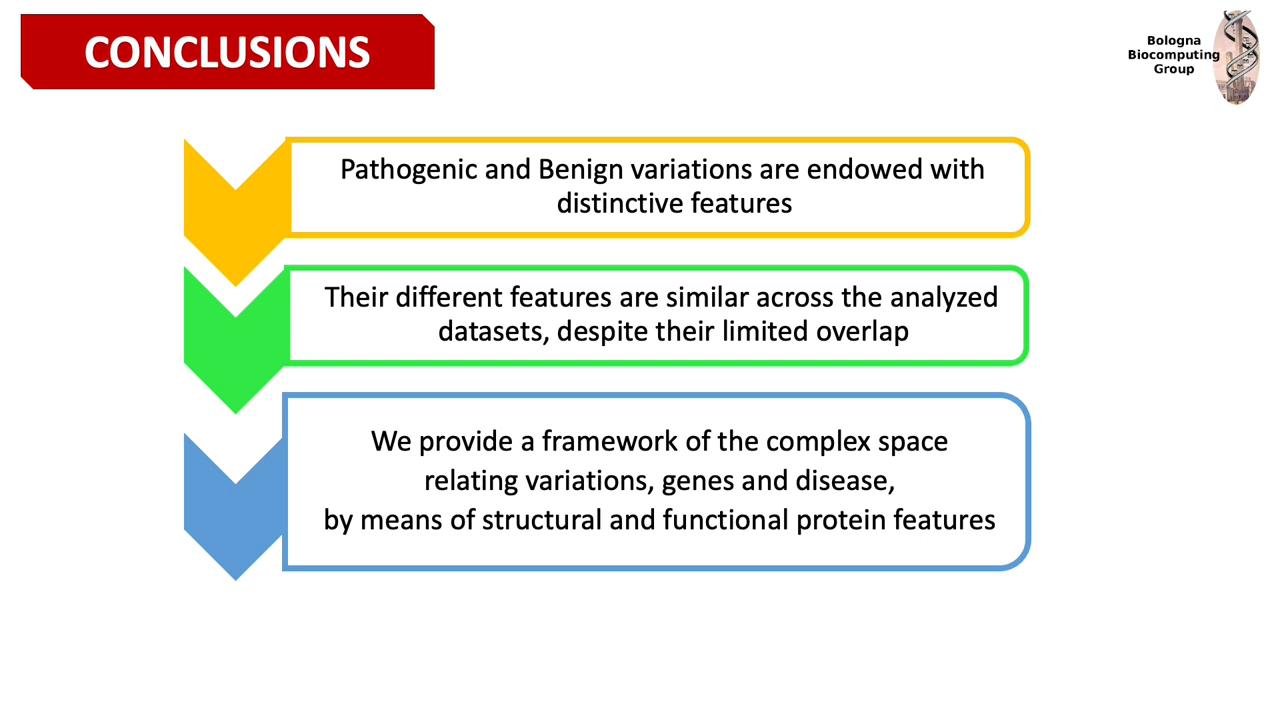 CONCLUSIONS
Bologna
Biocomputing
Group
Pathogenic and Benign variations are endowed with
distinctive features
Their different features are similar across the analyzed
datasets, despite their limited overlap
We provide a framework of the complex space
relating variations, genes and disease,
by means of structural and functional protein features